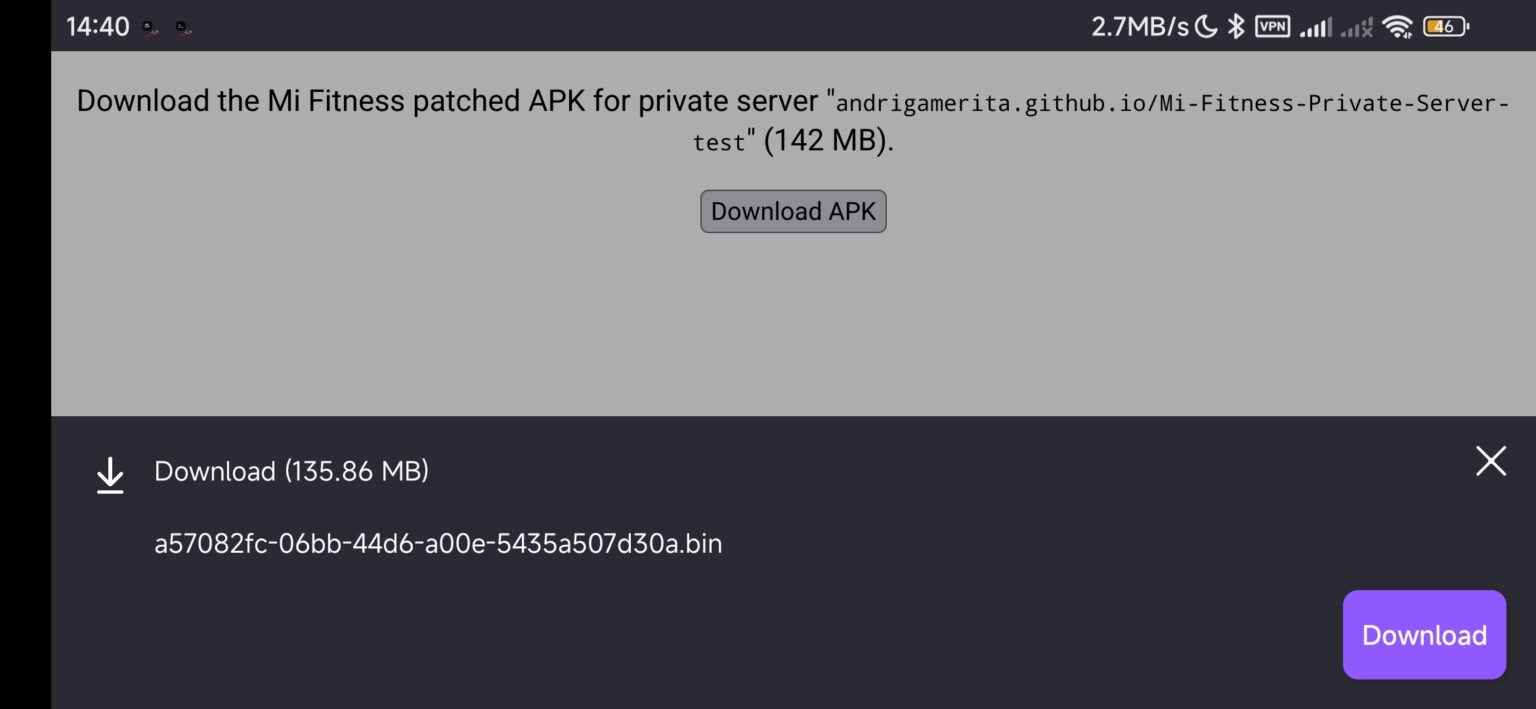 14:40 2.7MB/s VPN 46
Download the Mi Fitness patched APK for private server "andrigamerita.github.io/Mi-Fitness-Private-Server-
test" (142 MB).
Download APK
Download (135.86 MB)
a57082fc-06bb-44d6-a00e-5435a507d30a.bin
Download